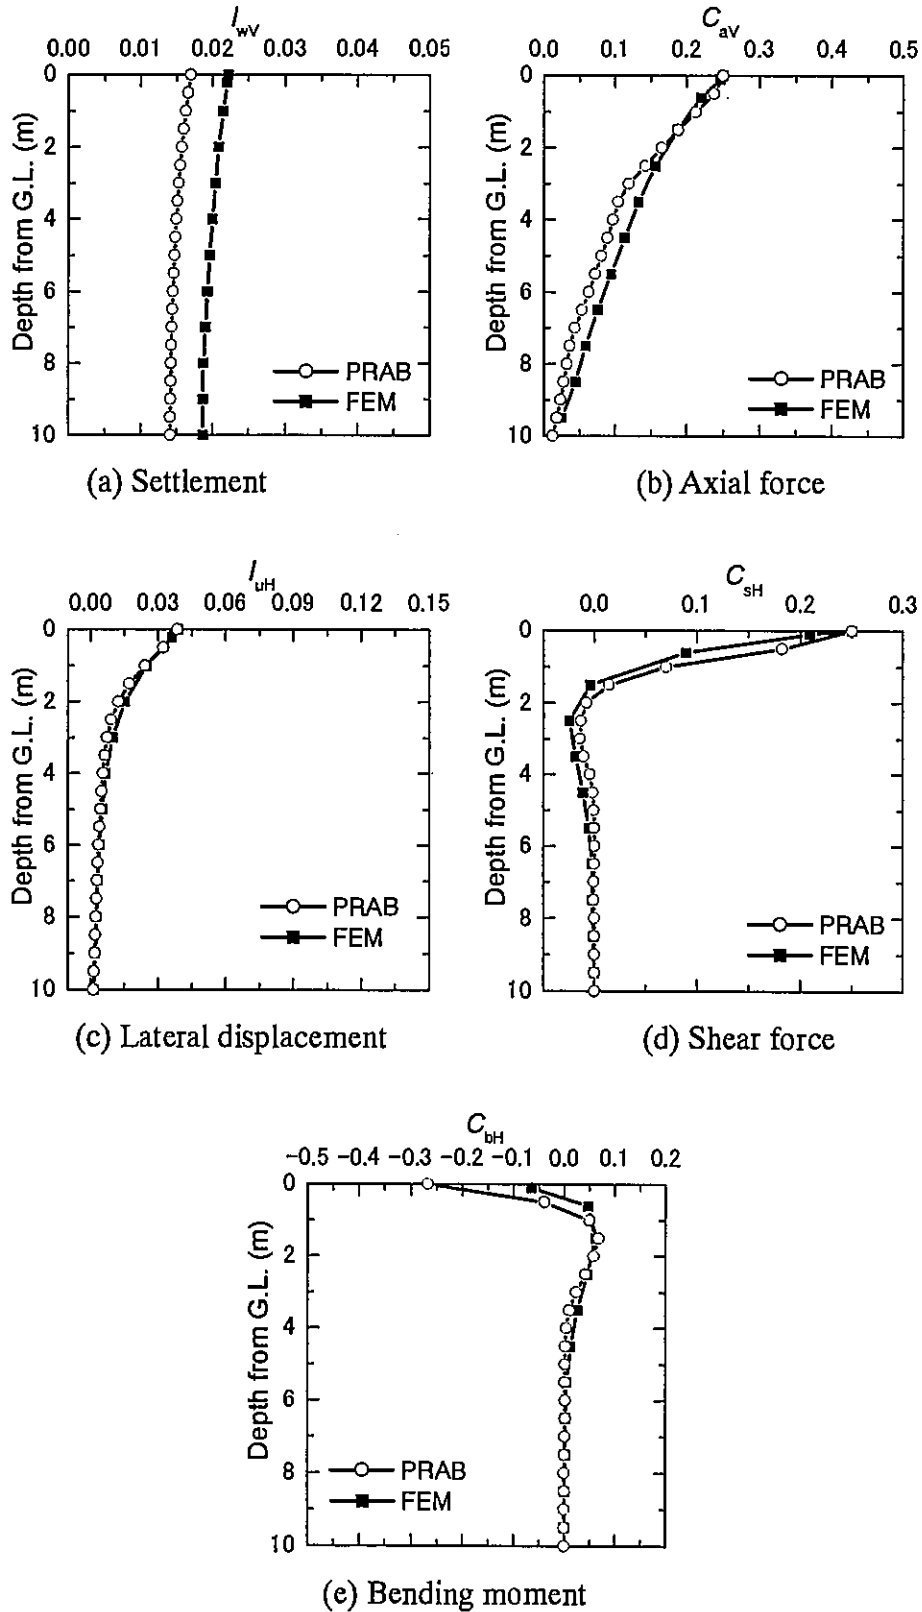 I_wV
0.00 0.01 0.02 0.03 0.04 0.05
0
2
4
6
8
10
Depth from G.L. (m)
PRAB
FEM
(a) Settlement
C_aV
0.0 0.1 0.2 0.3 0.4 0.5
0
2
4
6
8
10
Depth from G.L. (m)
PRAB
FEM
(b) Axial force
I_uH
0.00 0.03 0.06 0.09 0.12 0.15
0
2
4
6
8
10
Depth from G.L. (m)
PRAB
FEM
(c) Lateral displacement
C_sH
0.0 0.1 0.2 0.3
0
2
4
6
8
10
Depth from G.L. (m)
PRAB
FEM
(d) Shear force
C_bH
-0.5 -0.4 -0.3 -0.2 -0.1 0.0 0.1 0.2
0
2
4
6
8
10
Depth from G.L. (m)
PRAB
FEM
(e) Bending moment